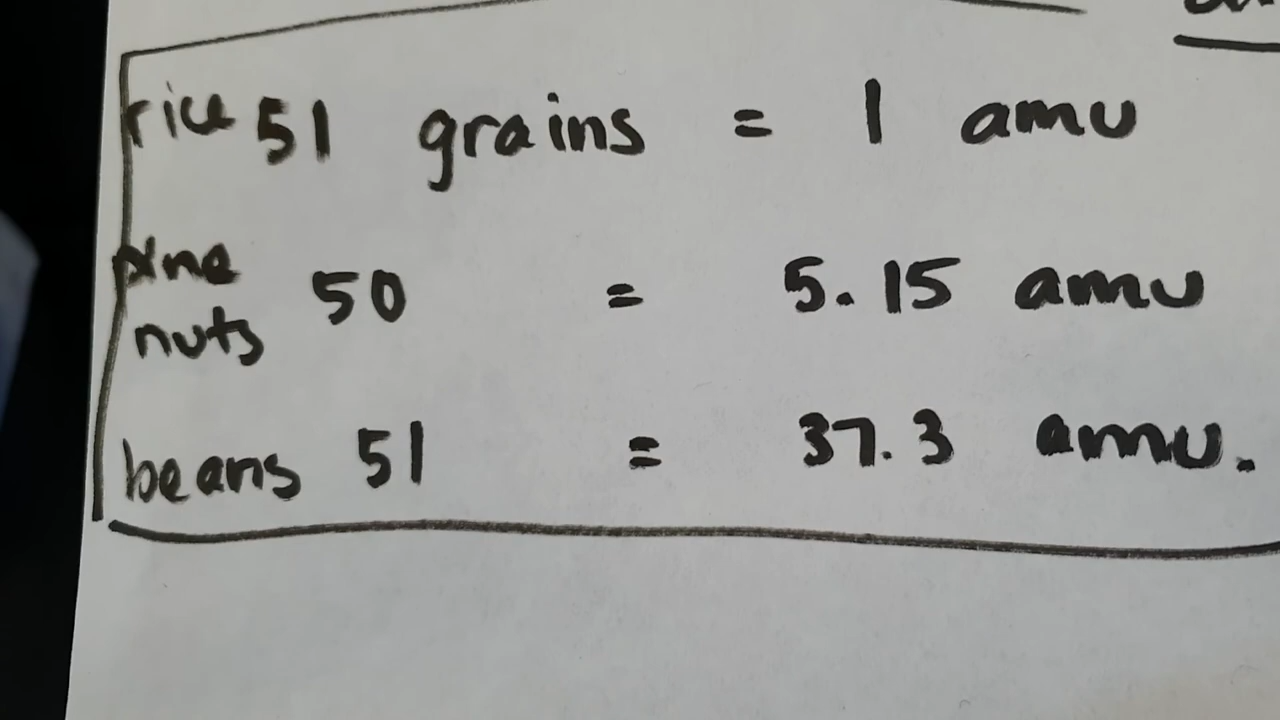 rice 51 grains = 1 amu
pine
nuts 50 = 5.15 amu
beans 51 = 37.3 amu.